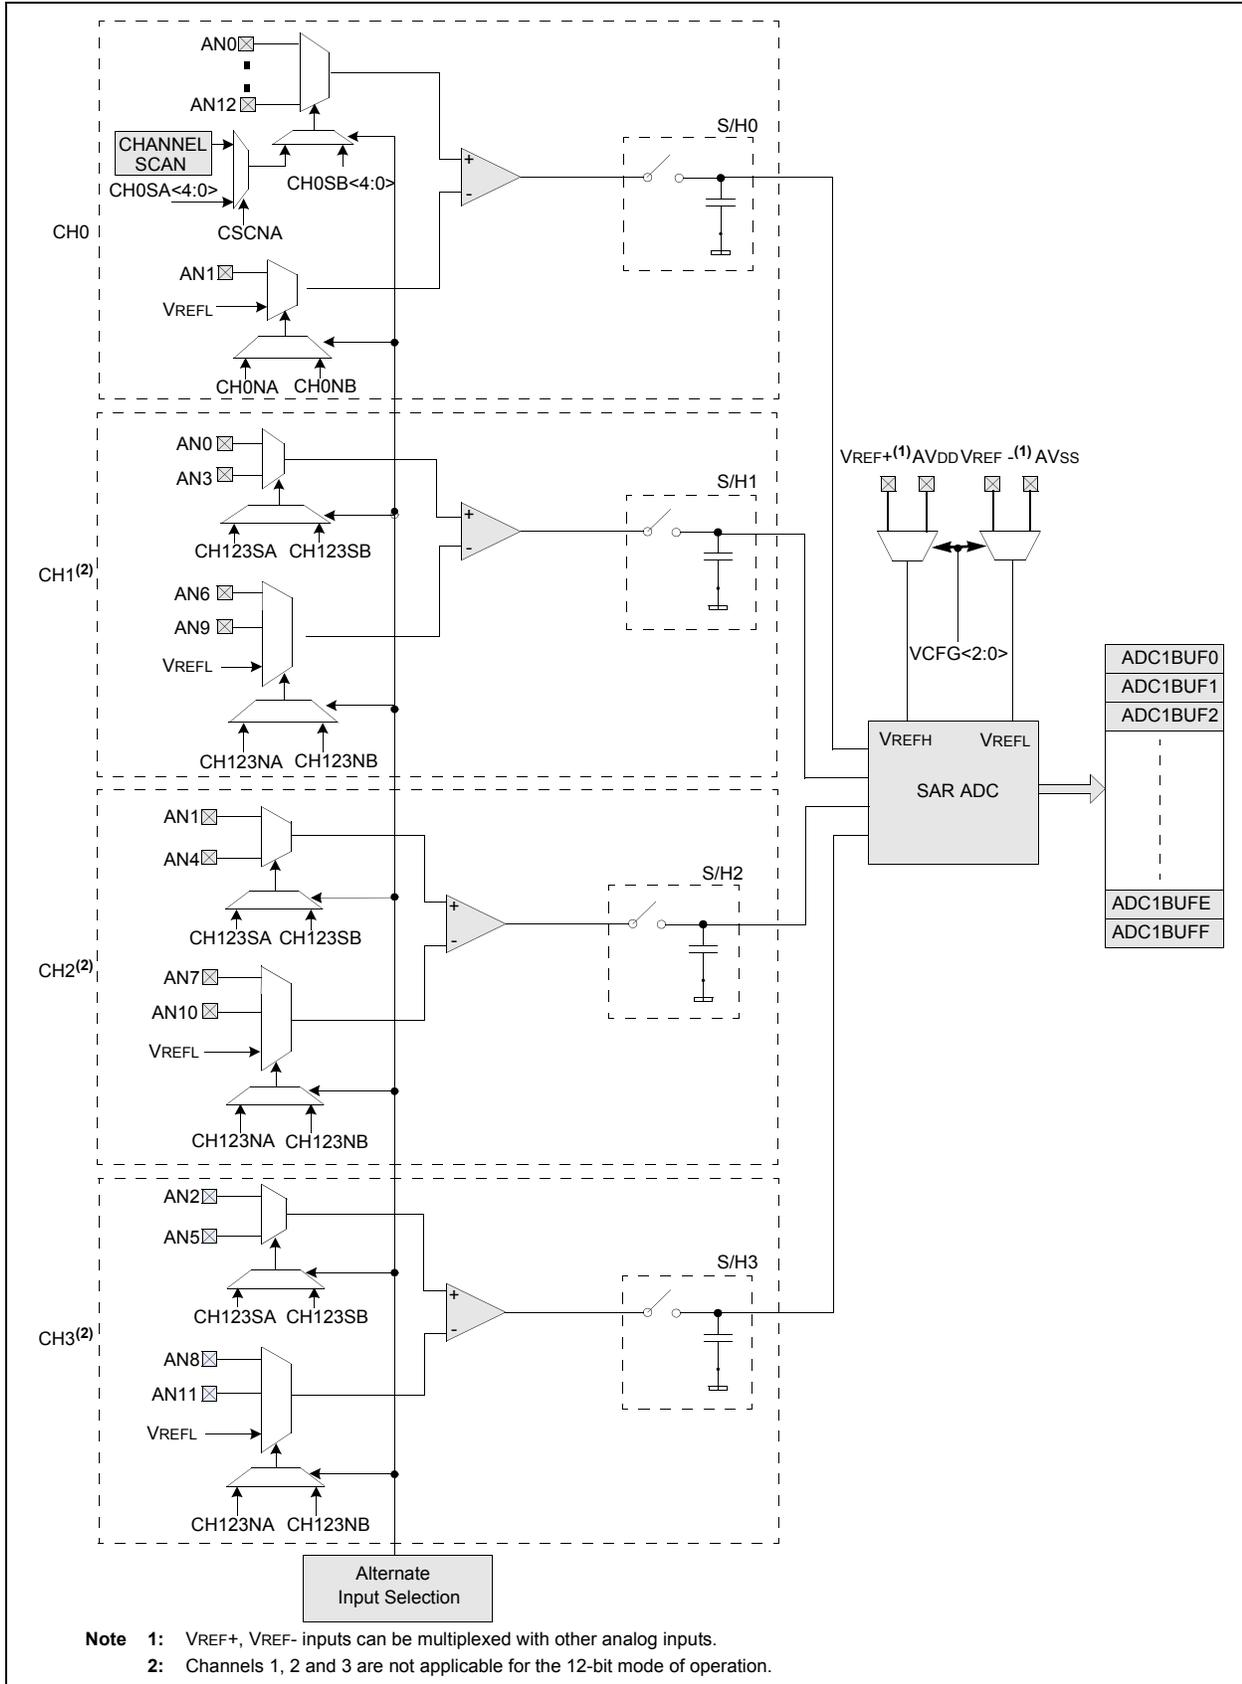 AN0
AN12
CHANNEL
SCAN
CH0SA<4:0>
CH0SB<4:0>
CSCNA
CH0
+
-
S/H0
AN1
VREFL
CH0NA CH0NB
AN0
AN3
CH123SA CH123SB
CH1(2)
+
-
S/H1
AN6
AN9
VREFL
CH123NA CH123NB
VREF+(1) AVDD VREF -(1) AVSS
VCFG<2:0>
VREFH VREFL
SAR ADC
ADC1BUF0
ADC1BUF1
ADC1BUF2
ADC1BUFE
ADC1BUFF
AN1
AN4
CH123SA CH123SB
CH2(2)
+
-
S/H2
AN7
AN10
VREFL
CH123NA CH123NB
AN2
AN5
CH123SA CH123SB
CH3(2)
+
-
S/H3
AN8
AN11
VREFL
CH123NA CH123NB
Alternate
Input Selection
Note 1: VREF+, VREF- inputs can be multiplexed with other analog inputs.
2: Channels 1, 2 and 3 are not applicable for the 12-bit mode of operation.